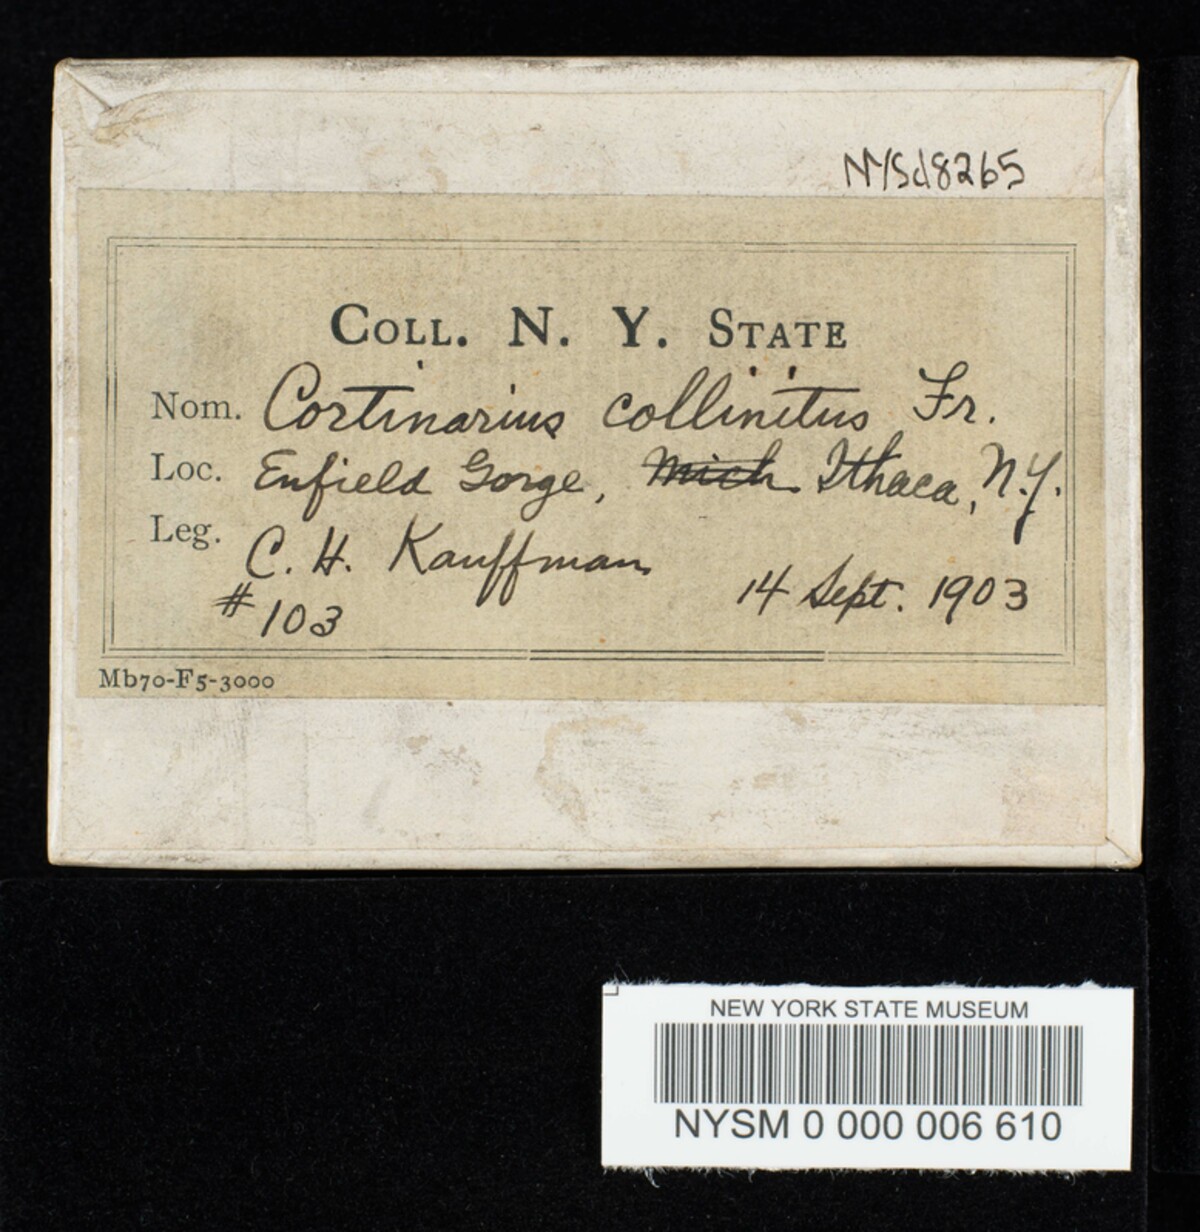 NYSd8265
COLL. N. Y. STATE
Nom. Cortinarius collinitus Fr.
Loc. Enfield Gorge, Mich. Ithaca, N.Y.
Leg. C. H. Kauffman
#103 14 Sept. 1903
Mb70-F5-3000
NEW YORK STATE MUSEUM
NYSM 0 000 006 610